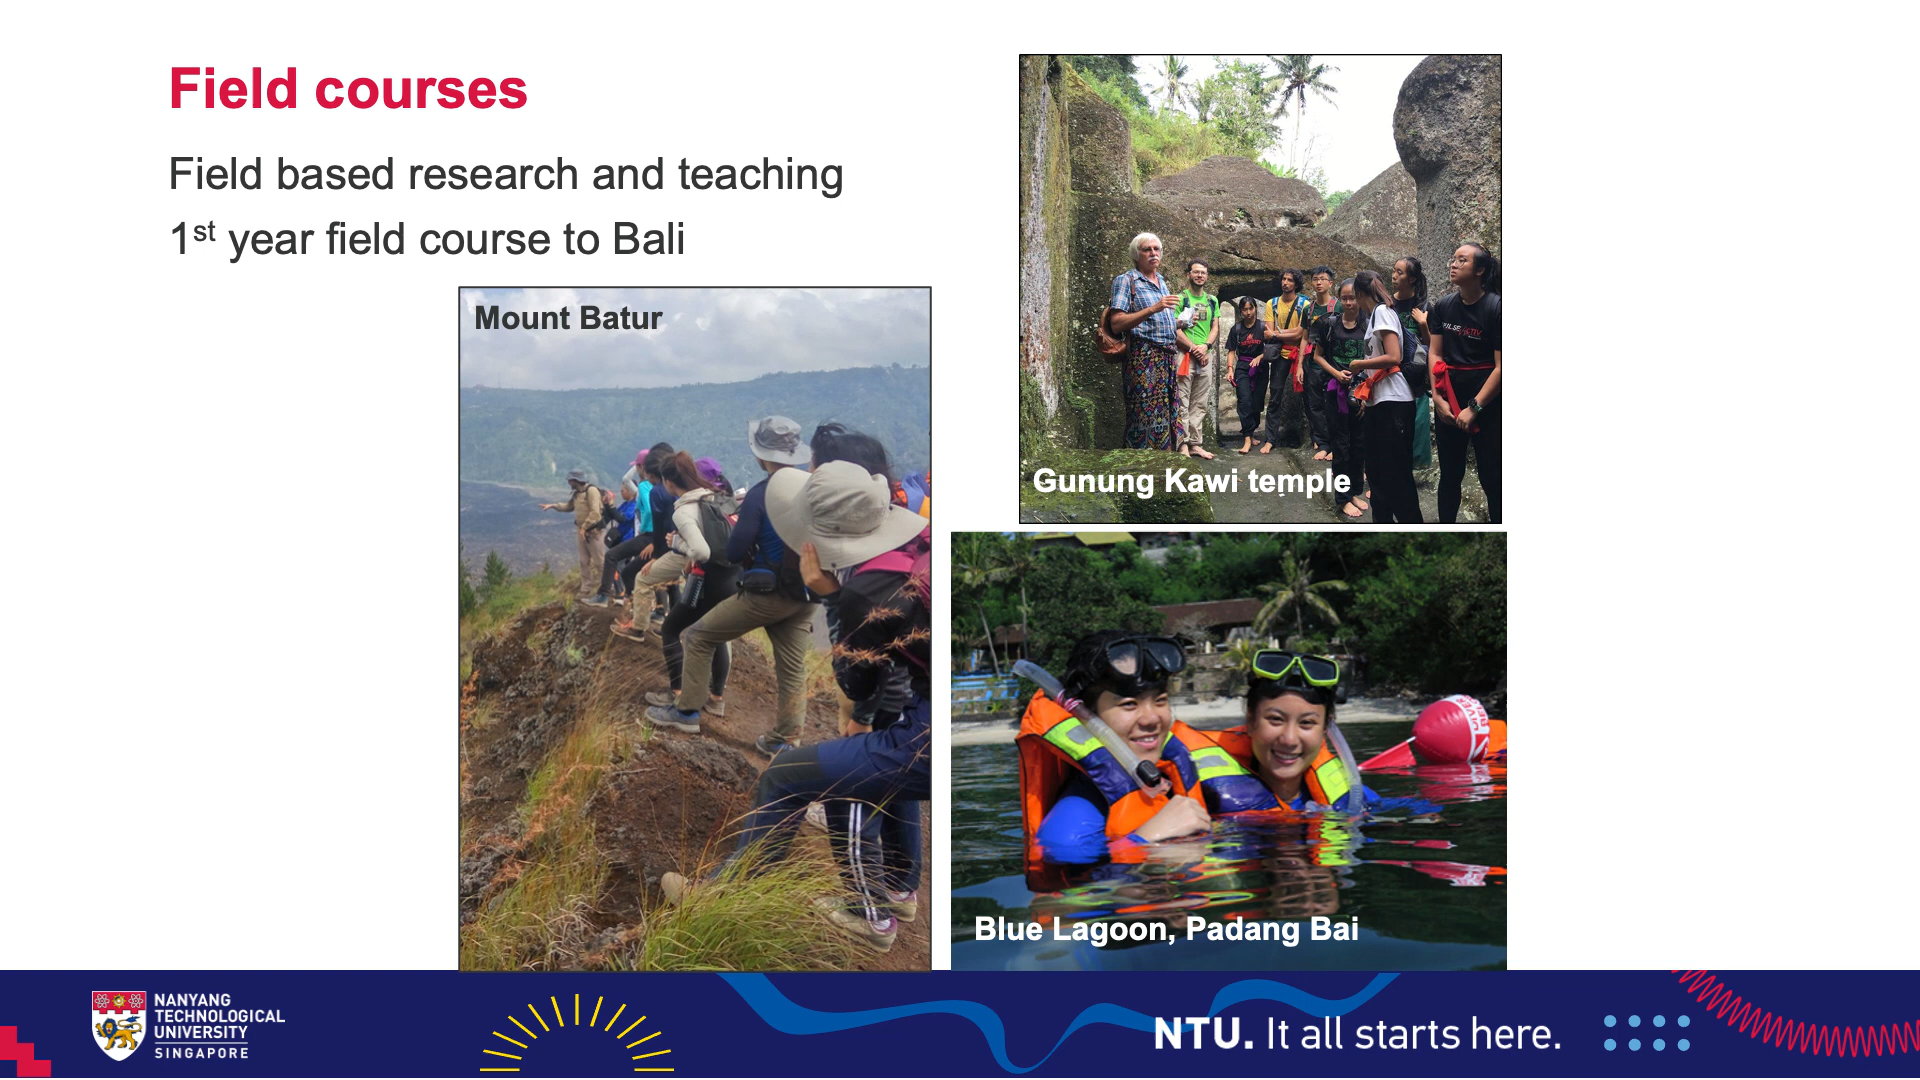 Field courses
Field based research and teaching
1st year field course to Bali
Mount Batur
Gunung Kawi temple
Blue Lagoon, Padang Bai
NANYANG
TECHNOLOGICAL
UNIVERSITY
SINGAPORE
NTU. It all starts here.